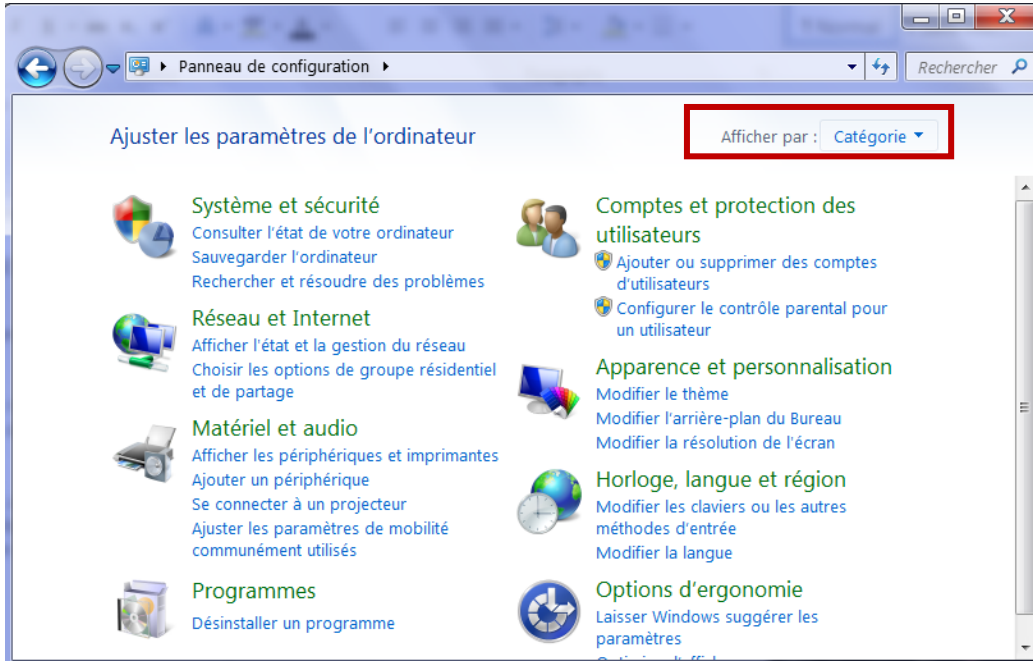 Panneau de configuration
Rechercher
Ajuster les paramètres de l'ordinateur
Afficher par : Catégorie
Système et sécurité
Consulter l'état de votre ordinateur
Sauvegarder l'ordinateur
Rechercher et résoudre des problèmes
Réseau et Internet
Afficher l'état et la gestion du réseau
Choisir les options de groupe résidentiel
et de partage
Matériel et audio
Afficher les périphériques et imprimantes
Ajouter un périphérique
Se connecter à un projecteur
Ajuster les paramètres de mobilité
communément utilisés
Programmes
Désinstaller un programme
Comptes et protection des
utilisateurs
Ajouter ou supprimer des comptes
d'utilisateurs
Configurer le contrôle parental pour
un utilisateur
Apparence et personnalisation
Modifier le thème
Modifier l'arrière-plan du Bureau
Modifier la résolution de l'écran
Horloge, langue et région
Modifier les claviers ou les autres
méthodes d'entrée
Modifier la langue
Options d'ergonomie
Laisser Windows suggérer les
paramètres